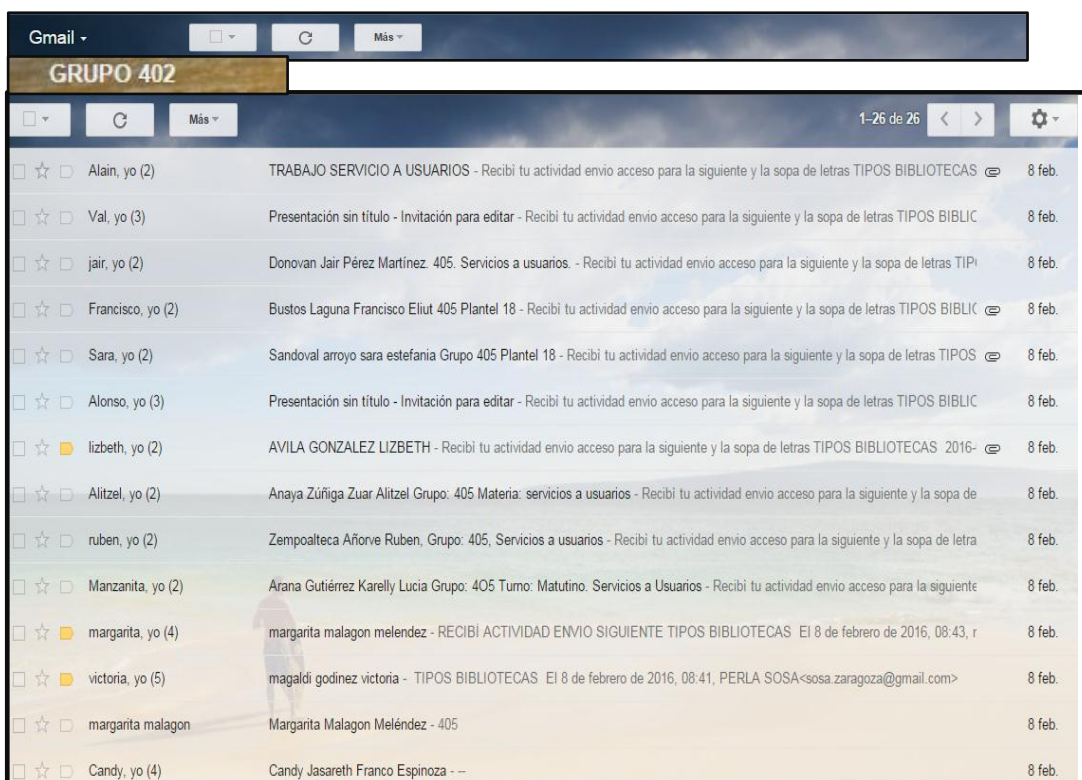 Gmail
Más
GRUPO 402
Más 1–26 de 26
Alain, yo (2) TRABAJO SERVICIO A USUARIOS - Recibí tu actividad envio acceso para la siguiente y la sopa de letras TIPOS BIBLIOTECAS 8 feb.
Val, yo (3) Presentación sin título - Invitación para editar - Recibí tu actividad envio acceso para la siguiente y la sopa de letras TIPOS BIBLIC 8 feb.
jair, yo (2) Donovan Jair Pérez Martínez. 405. Servicios a usuarios. - Recibí tu actividad envio acceso para la siguiente y la sopa de letras TIP 8 feb.
Francisco, yo (2) Bustos Laguna Francisco Eliut 405 Plantel 18 - Recibí tu actividad envio acceso para la siguiente y la sopa de letras TIPOS BIBLI 8 feb.
Sara, yo (2) Sandoval arroyo sara estefania Grupo 405 Plantel 18 - Recibí tu actividad envio acceso para la siguiente y la sopa de letras TIPOS 8 feb.
Alonso, yo (3) Presentación sin título - Invitación para editar - Recibí tu actividad envio acceso para la siguiente y la sopa de letras TIPOS BIBLIC 8 feb.
lizbeth, yo (2) AVILA GONZALEZ LIZBETH - Recibí tu actividad envio acceso para la siguiente y la sopa de letras TIPOS BIBLIOTECAS 2016- 8 feb.
Alitzel, yo (2) Anaya Zúñiga Zuar Alitzel Grupo: 405 Materia: servicios a usuarios - Recibí tu actividad envio acceso para la siguiente y la sopa de 8 feb.
ruben, yo (2) Zempoalteca Añorve Ruben, Grupo: 405, Servicios a usuarios - Recibí tu actividad envio acceso para la siguiente y la sopa de letra 8 feb.
Manzanita, yo (2) Arana Gutiérrez Karelly Lucia Grupo: 4O5 Turno: Matutino. Servicios a Usuarios - Recibí tu actividad envio acceso para la siguiente 8 feb.
margarita, yo (4) margarita malagon melendez - RECIBÍ ACTIVIDAD ENVIO SIGUIENTE TIPOS BIBLIOTECAS El 8 de febrero de 2016, 08:43, r 8 feb.
victoria, yo (5) magaldi godinez victoria - TIPOS BIBLIOTECAS El 8 de febrero de 2016, 08:41, PERLA SOSA<sosa.zaragoza@gmail.com> 8 feb.
margarita malagon Margarita Malagon Meléndez - 405 8 feb.
Candy, yo (4) Candy Jasareth Franco Espinoza - -- 8 feb.